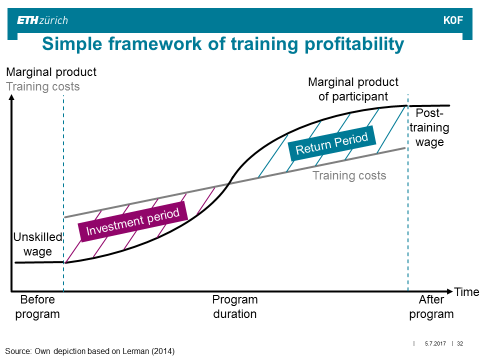 ETH zürich
KOF
Simple framework of training profitability
Marginal product
Training costs
Marginal product
of participant
Post-
training
wage
Return Period
Training costs
Investment period
Unskilled
wage
Time
Before
program
Program
duration
After
program
| 5.7.2017 | 32
Source: Own depiction based on Lerman (2014)